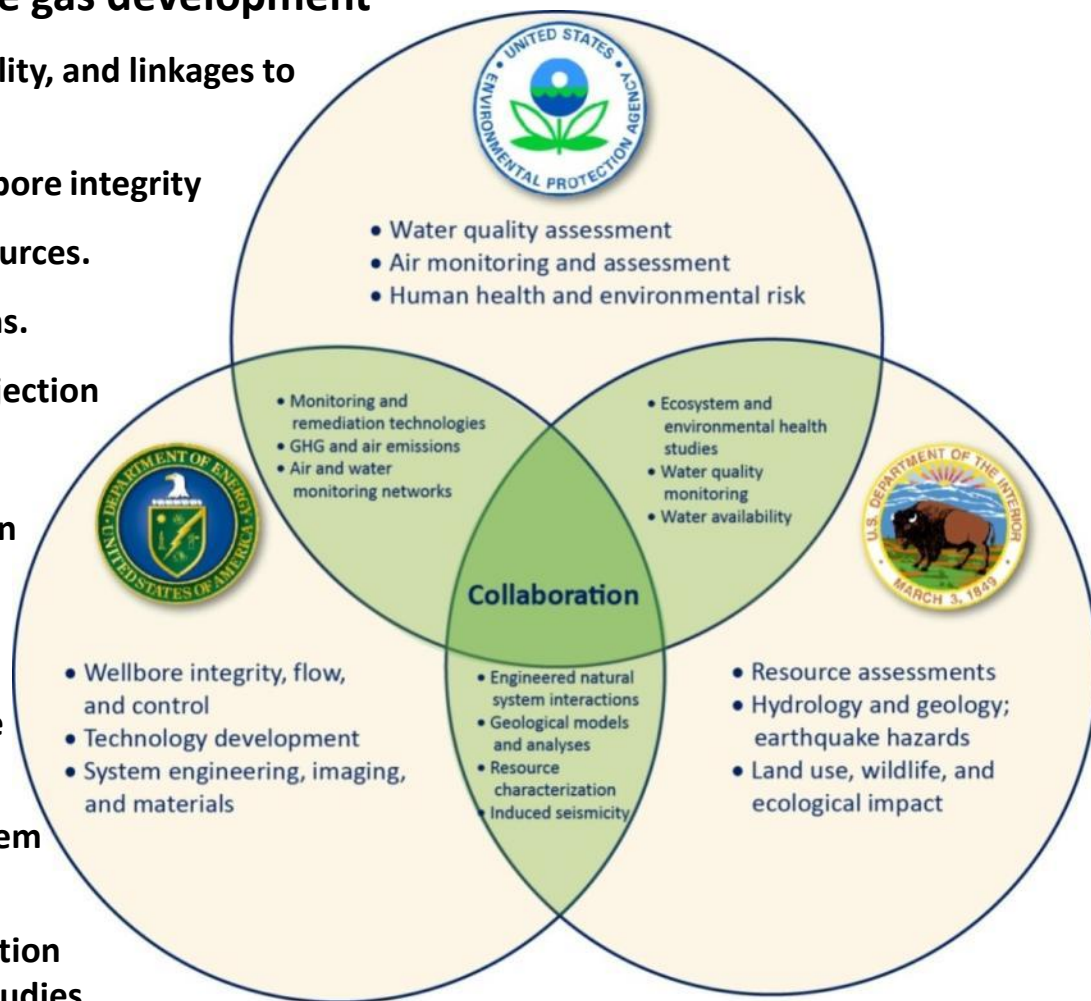 e gas development
lity, and linkages to
bore integrity
urces.
ns.
jection
n
e
em
tion
udies
UNITED STATES
ENVIRONMENTAL PROTECTION AGENCY
• Water quality assessment
• Air monitoring and assessment
• Human health and environmental risk
• Monitoring and
remediation technologies
• GHG and air emissions
• Air and water
monitoring networks
• Ecosystem and
environmental health
studies
• Water quality
monitoring
• Water availability
DEPARTMENT OF ENERGY
UNITED STATES OF AMERICA
U.S. DEPARTMENT OF THE INTERIOR
MARCH 3, 1849
Collaboration
• Wellbore integrity, flow,
and control
• Technology development
• System engineering, imaging,
and materials
• Engineered natural
system interactions
• Geological models
and analyses
• Resource
characterization
• Induced seismicity
• Resource assessments
• Hydrology and geology;
earthquake hazards
• Land use, wildlife, and
ecological impact